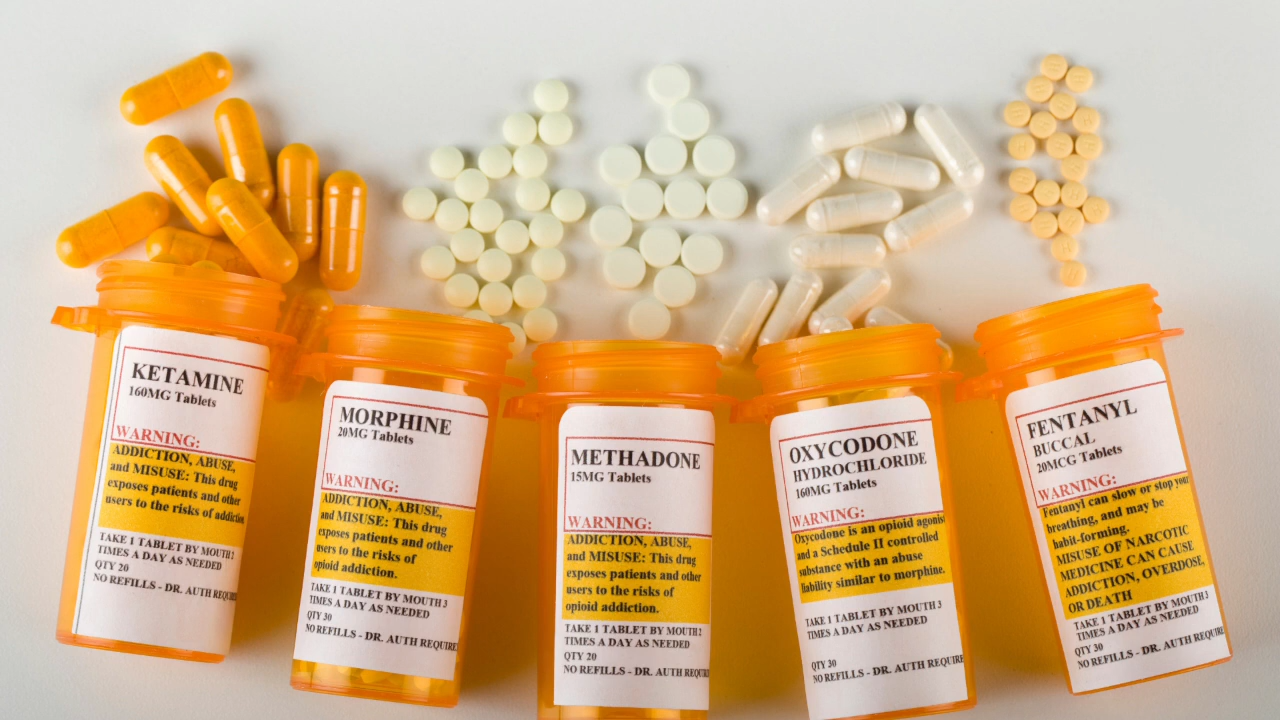 KETAMINE
160MG Tablets
WARNING:
ADDICTION, ABUSE,
and MISUSE: This drug
exposes patients and other
users to the risks of addiction
TAKE 1 TABLET BY MOUTH 2
TIMES A DAY AS NEEDED
QTY 20
NO REFILLS - DR. AUTH REQUIR
MORPHINE
20MG Tablets
WARNING:
ADDICTION, ABUSE,
and MISUSE: This drug
exposes patients and other
users to the risks of
opioid addiction.
TAKE 1 TABLET BY MOUTH 3
TIMES A DAY AS NEEDED
QTY 30
NO REFILLS - DR. AUTH REQUIRE
METHADONE
15MG Tablets
WARNING:
ADDICTION, ABUSE,
and MISUSE: This drug
exposes patients and other
users to the risks of
opioid addiction.
TAKE 1 TABLET BY MOUTH 2
TIMES A DAY AS NEEDED
QTY 20
NO REFILLS - DR. AUTH REQUIRE
OXYCODONE
HYDROCHLORIDE
160MG Tablets
WARNING:
Oxycodone is an opioid agonist
and a Schedule II controlled
substance with an abuse
liability similar to morphine.
TAKE 1 TABLET BY MOUTH 3
TIMES A DAY AS NEEDED
QTY 30
NO REFILLS - DR. AUTH REQUIRE
FENTANYL
BUCCAL
20MCG Tablets
WARNING:
Fentanyl can slow or stop your
breathing, and may be
habit-forming.
MISUSE OF NARCOTIC
MEDICINE CAN CAUSE
ADDICTION, OVERDOSE,
OR DEATH
TAKE 1 TABLET BY MOUTH 3
TIMES A DAY AS NEEDED
QTY 30
NO REFILLS - DR. AUTH REQUIRE